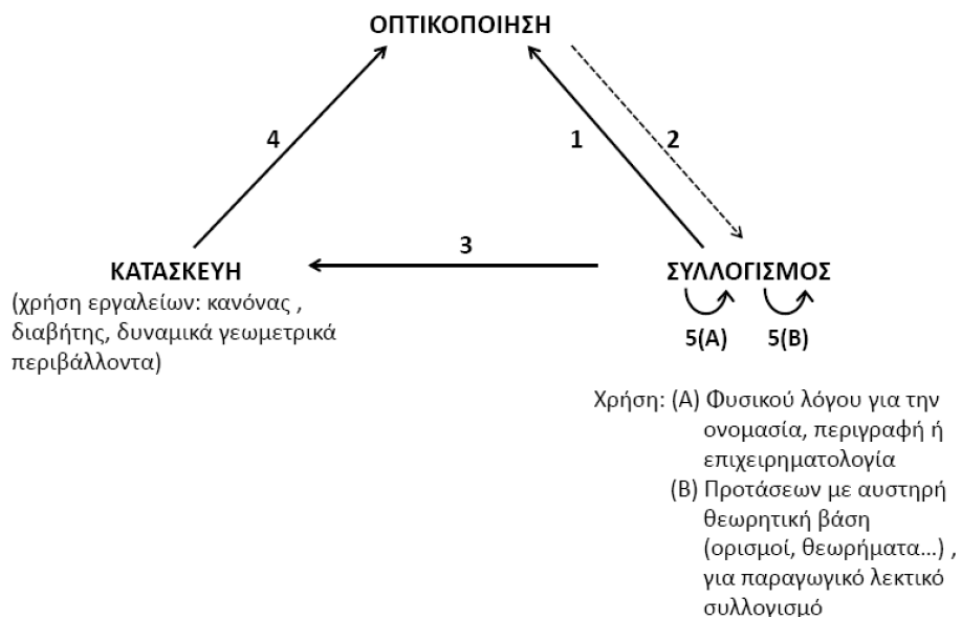 ΟΠΤΙΚΟΠΟΙΗΣΗ
4
1
2
3
ΚΑΤΑΣΚΕΥΗ
(χρήση εργαλείων: κανόνας ,
διαβήτης, δυναμικά γεωμετρικά
περιβάλλοντα)
ΣΥΛΛΟΓΙΣΜΟΣ
5(Α) 5(Β)
Χρήση: (Α) Φυσικού λόγου για την
ονομασία, περιγραφή ή
επιχειρηματολογία
(Β) Προτάσεων με αυστηρή
θεωρητική βάση
(ορισμοί, θεωρήματα...) ,
για παραγωγικό λεκτικό
συλλογισμό